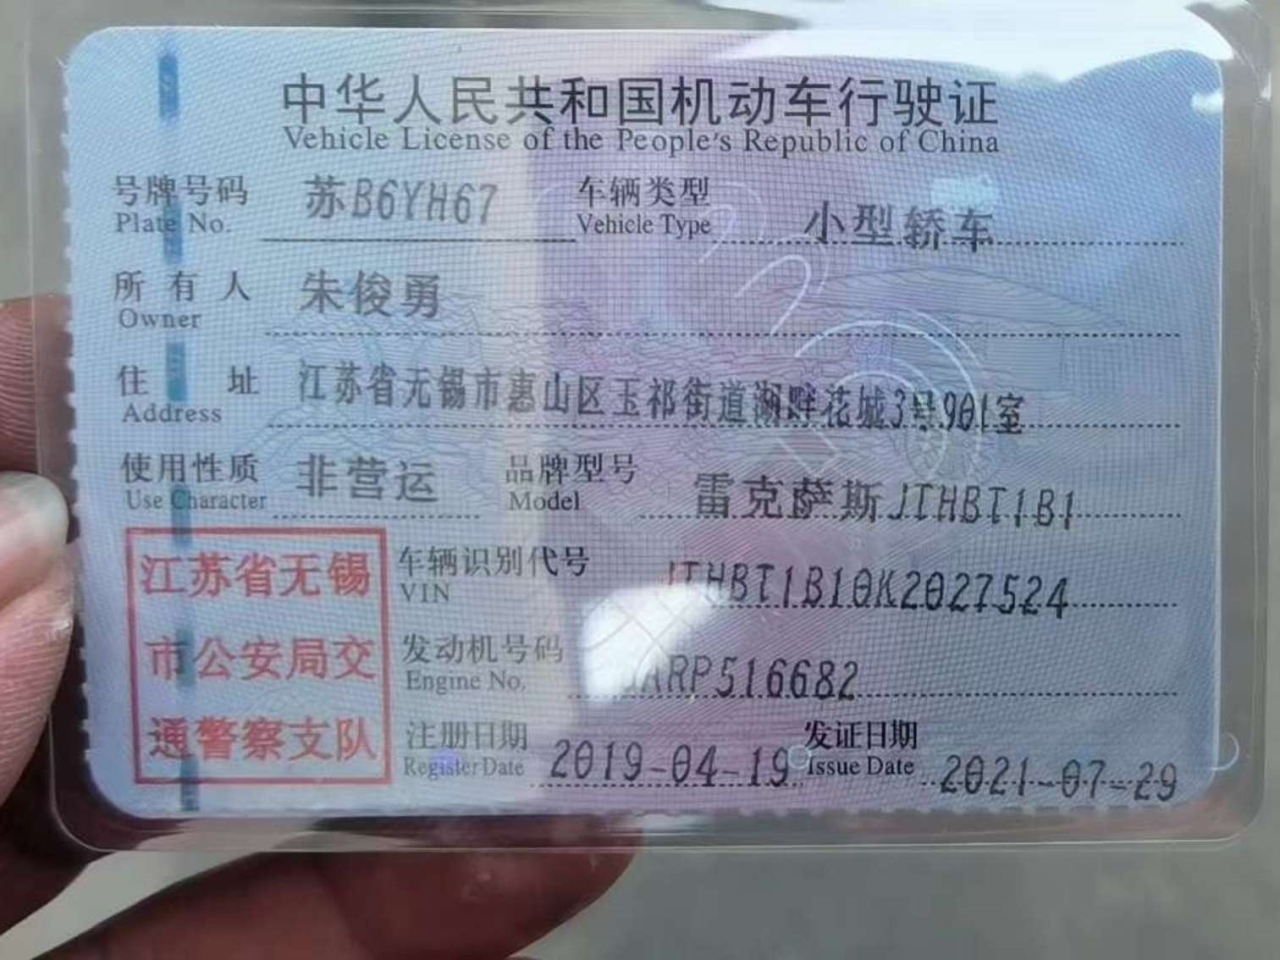 中华人民共和国机动车行驶证
Vehicle License of the People's Republic of China
号牌号码 苏B6YH67 车辆类型 小型轿车
Plate No. Vehicle Type
所有人 朱俊勇
Owner
住址 江苏省无锡市惠山区玉祁街道湖畔花城3号901室
Address
使用性质 非营运 品牌型号 雷克萨斯JTHBT1B1
Use Character Model
江苏省无锡
市公安局交
通警察支队
车辆识别代号 JTHBT1B10K2027524
VIN
发动机号码 ARP516682
Engine No.
注册日期 2019-04-19 发证日期 2021-07-29
Register Date Issue Date